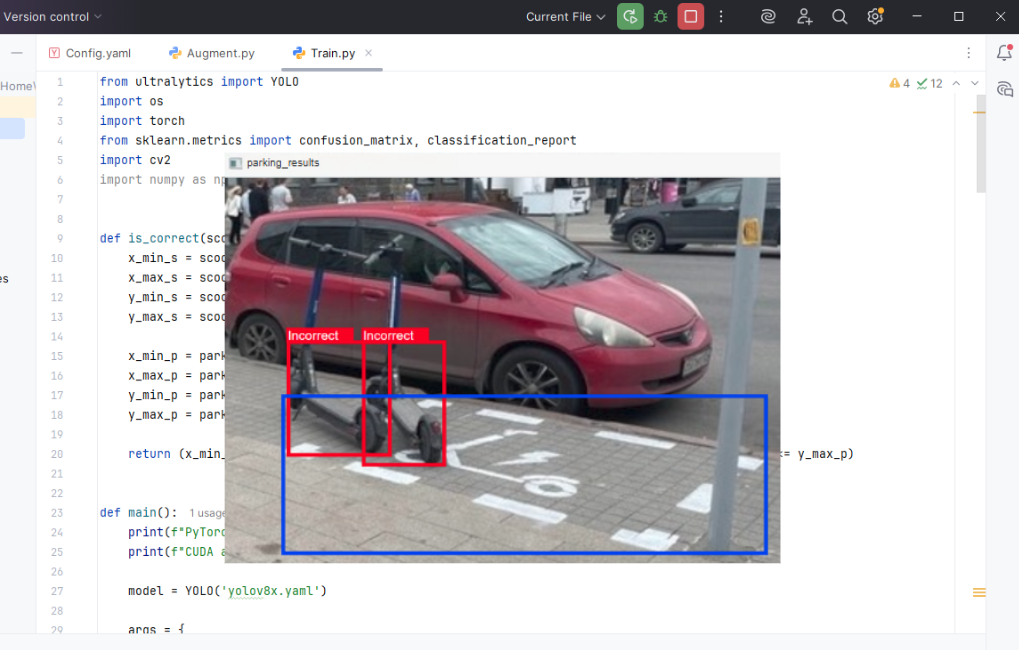 Version control
Current File
Config.yaml
Augment.py
Train.py
4
12
Home
1 from ultralytics import YOLO
2 import os
3 import torch
4 from sklearn.metrics import confusion_matrix, classification_report
5 import cv2
parking_results
6 import numpy as np
7
8
9 def is_correct(sco
10 x_min_s = scoo
11 x_max_s = scoo
12 y_min_s = scoo
13 y_max_s = scoo
14
Incorrect
Incorrect
15 x_min_p = park
16 x_max_p = park
17 y_min_p = park
18 y_max_p = park
19
20 return (x_min_ <= y_max_p)
21
22
23 def main(): 1 usage
24 print(f"PyTorc
25 print(f"CUDA a
26
27 model = YOLO('yolov8x.yaml')
28
29 args = {